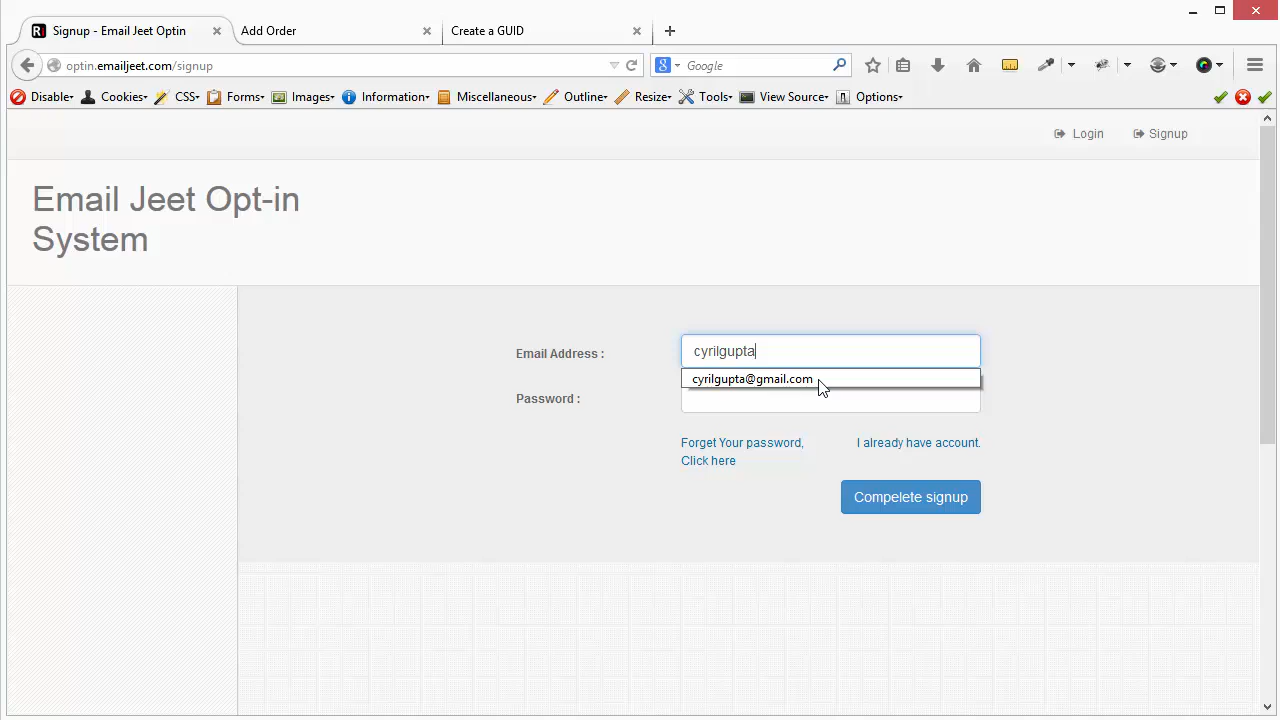 Signup - Email Jeet Optin
Add Order
Create a GUID
optin.emailjeet.com/signup
Google
Disable
Cookies
CSS
Forms
Images
Information
Miscellaneous
Outline
Resize
Tools
View Source
Options
Login
Signup
Email Jeet Opt-in
System
Email Address :
cyrilgupta
cyrilgupta@gmail.com
Password :
Forget Your password,
Click here
I already have account.
Compelete signup